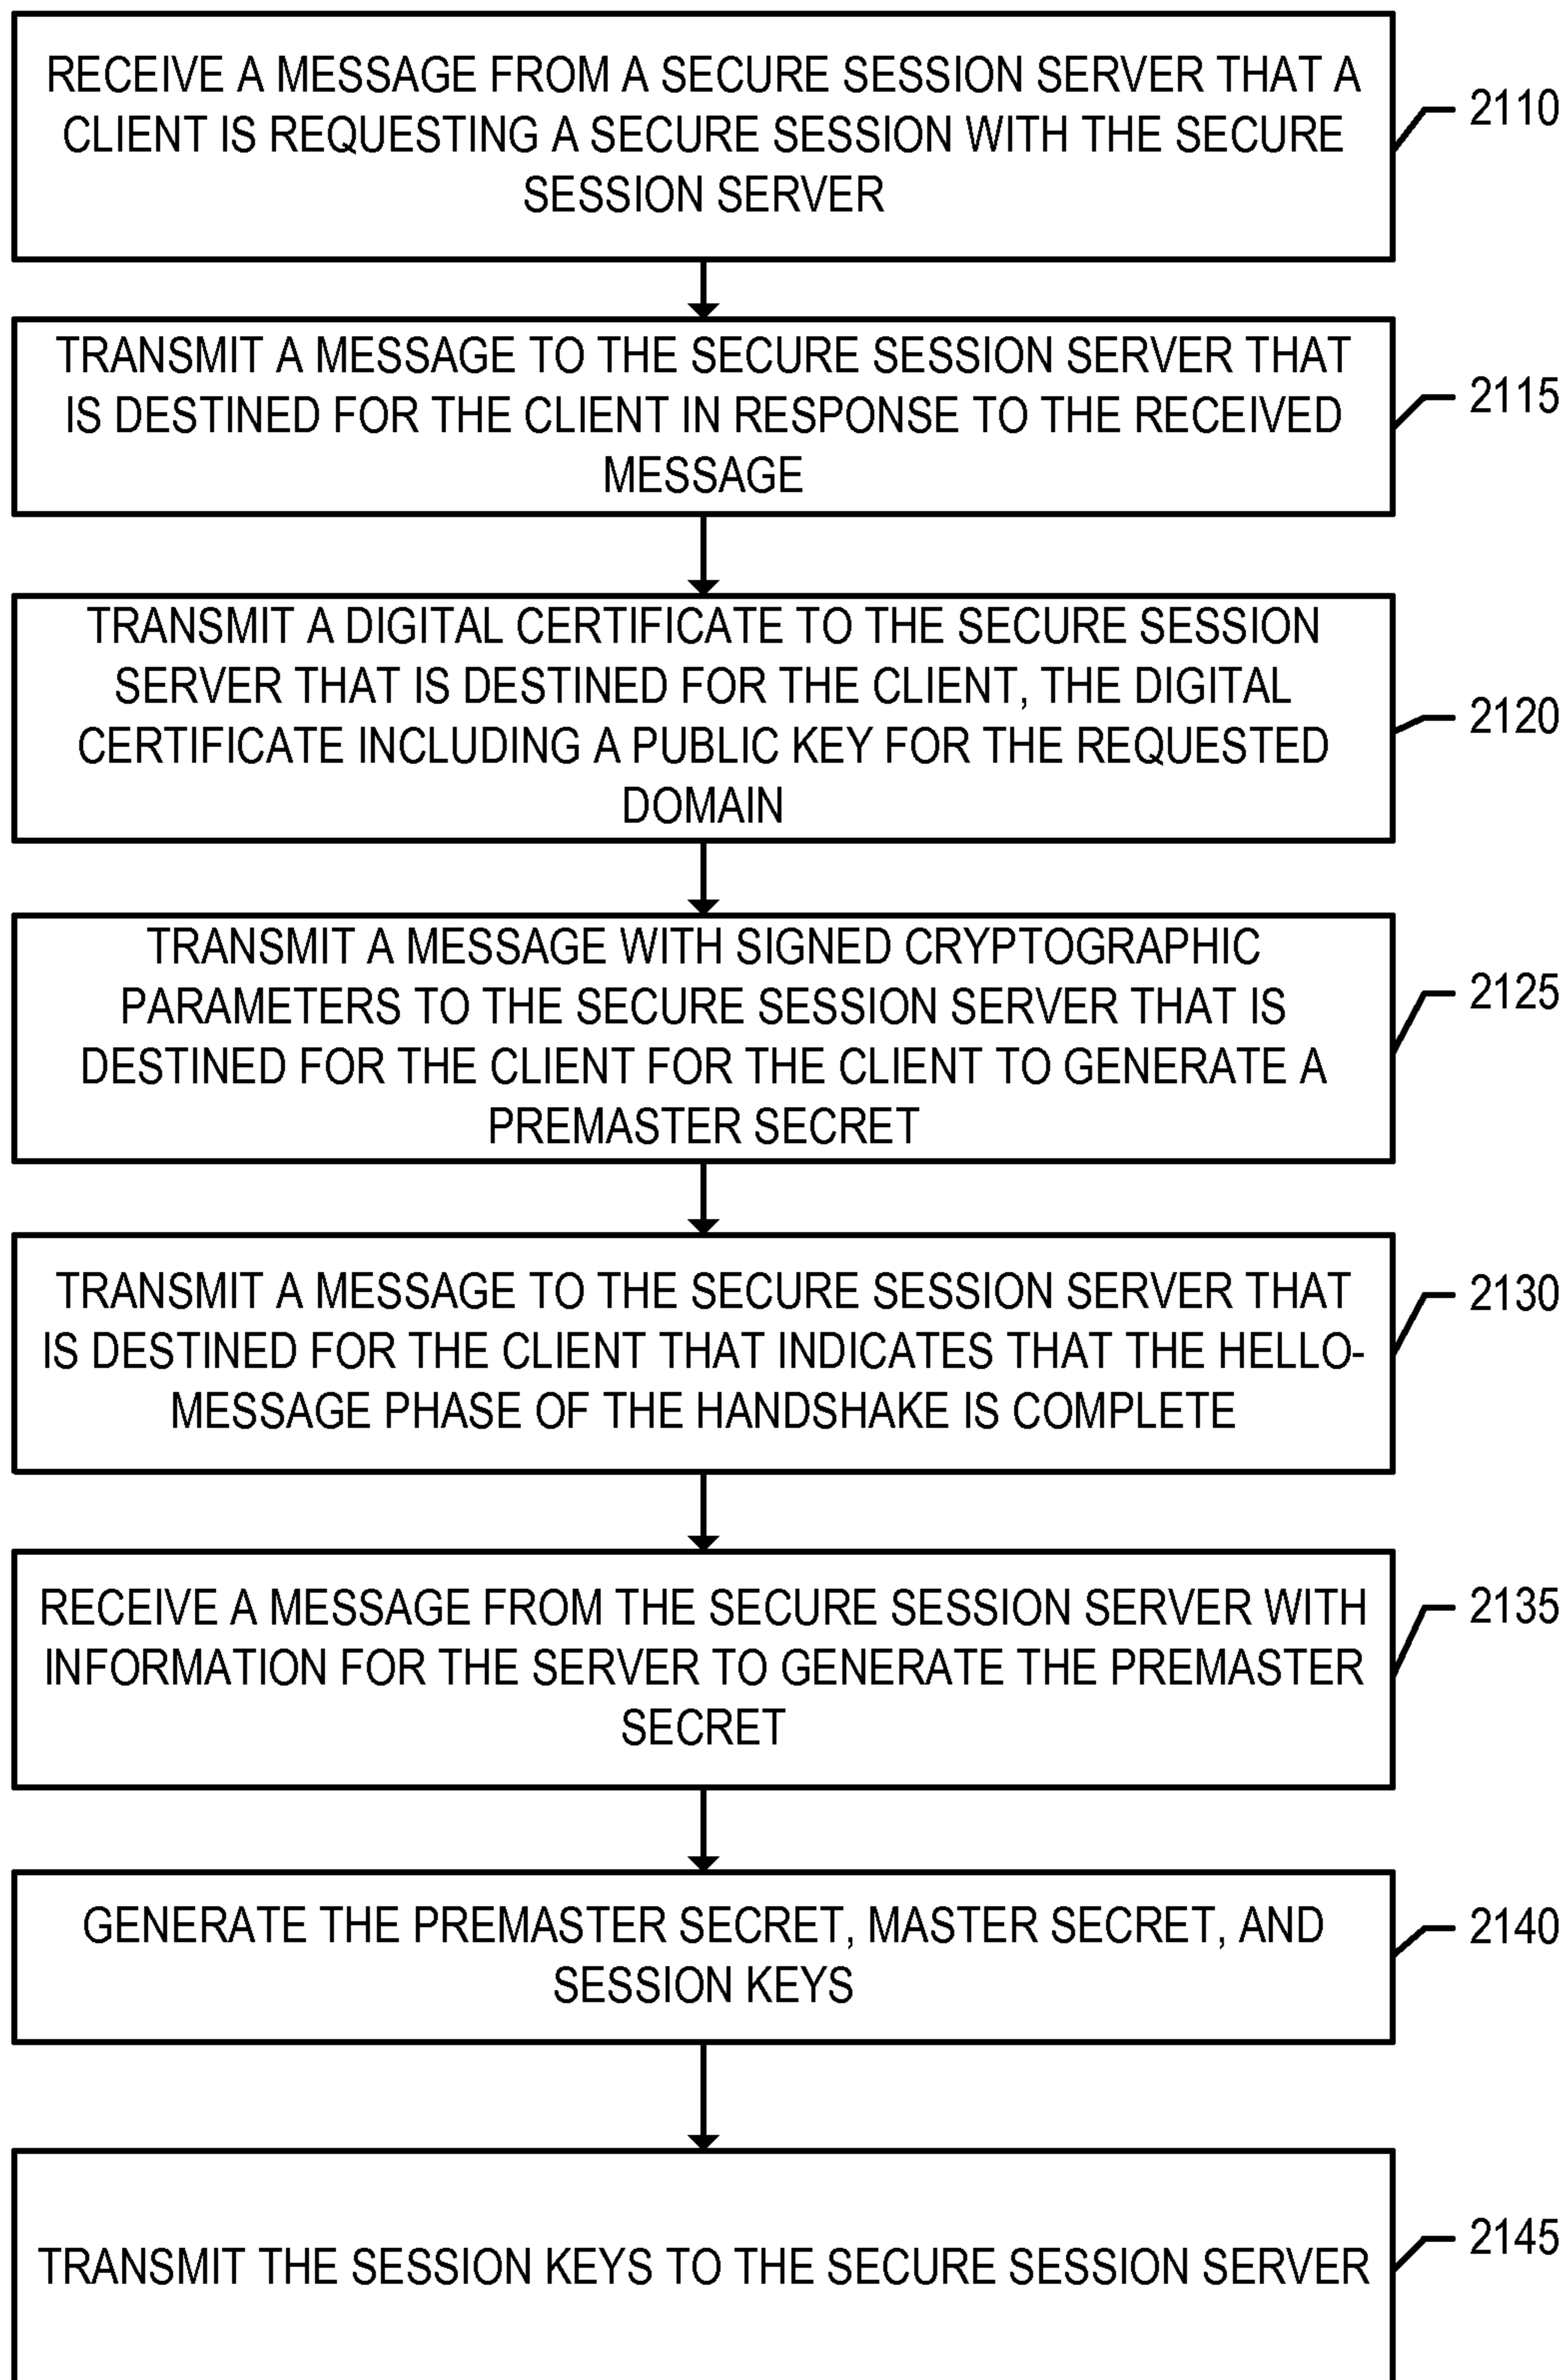 RECEIVE A MESSAGE FROM A SECURE SESSION SERVER THAT A
CLIENT IS REQUESTING A SECURE SESSION WITH THE SECURE
SESSION SERVER
2110
TRANSMIT A MESSAGE TO THE SECURE SESSION SERVER THAT
IS DESTINED FOR THE CLIENT IN RESPONSE TO THE RECEIVED
MESSAGE
2115
TRANSMIT A DIGITAL CERTIFICATE TO THE SECURE SESSION
SERVER THAT IS DESTINED FOR THE CLIENT, THE DIGITAL
CERTIFICATE INCLUDING A PUBLIC KEY FOR THE REQUESTED
DOMAIN
2120
TRANSMIT A MESSAGE WITH SIGNED CRYPTOGRAPHIC
PARAMETERS TO THE SECURE SESSION SERVER THAT IS
DESTINED FOR THE CLIENT FOR THE CLIENT TO GENERATE A
PREMASTER SECRET
2125
TRANSMIT A MESSAGE TO THE SECURE SESSION SERVER THAT
IS DESTINED FOR THE CLIENT THAT INDICATES THAT THE HELLO-
MESSAGE PHASE OF THE HANDSHAKE IS COMPLETE
2130
RECEIVE A MESSAGE FROM THE SECURE SESSION SERVER WITH
INFORMATION FOR THE SERVER TO GENERATE THE PREMASTER
SECRET
2135
GENERATE THE PREMASTER SECRET, MASTER SECRET, AND
SESSION KEYS
2140
TRANSMIT THE SESSION KEYS TO THE SECURE SESSION SERVER
2145